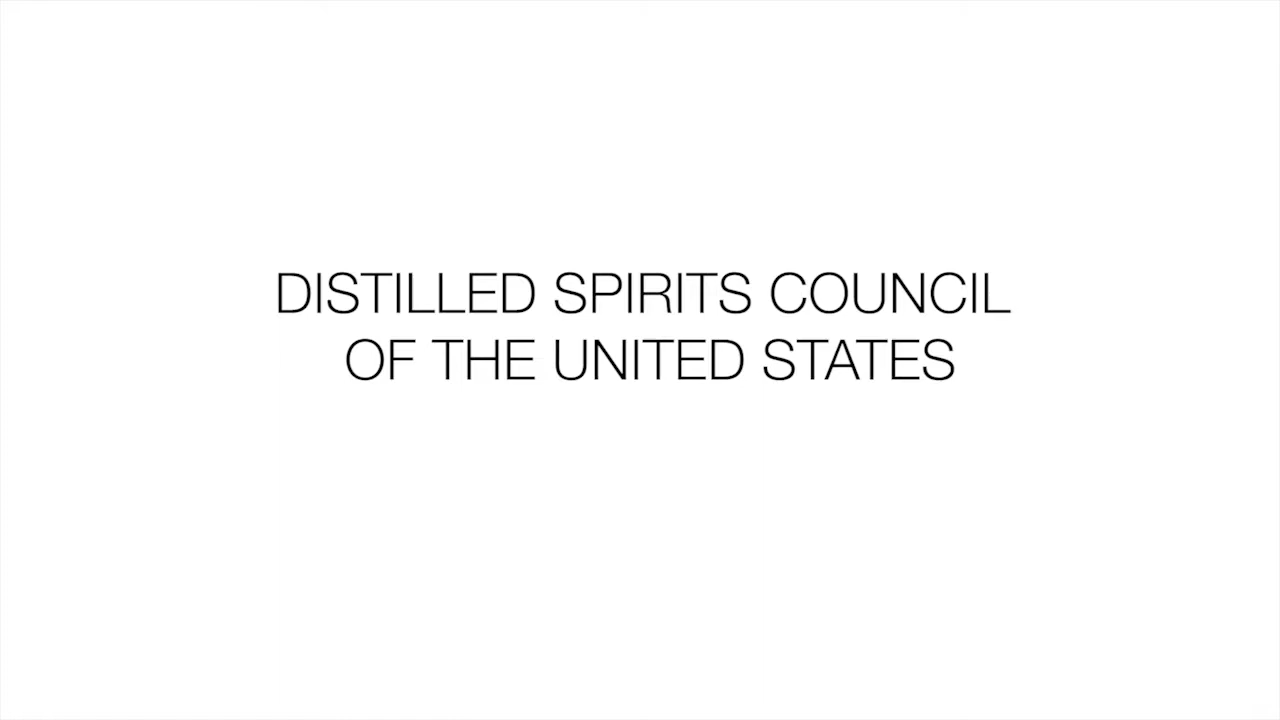 DISTILLED SPIRITS COUNCIL
OF THE UNITED STATES